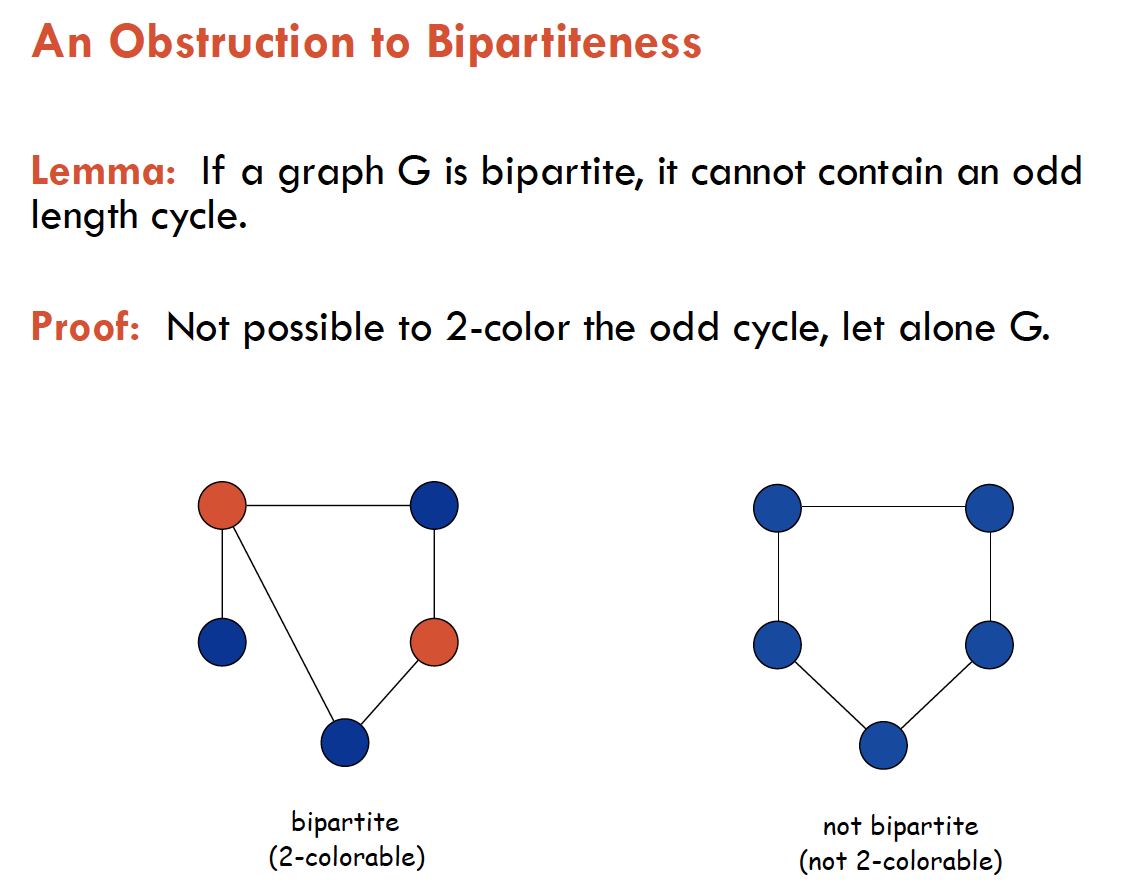 An Obstruction to Bipartiteness
Lemma: If a graph G is bipartite, it cannot contain an odd
length cycle.
Proof: Not possible to 2-color the odd cycle, let alone G.
bipartite
(2-colorable)
not bipartite
(not 2-colorable)